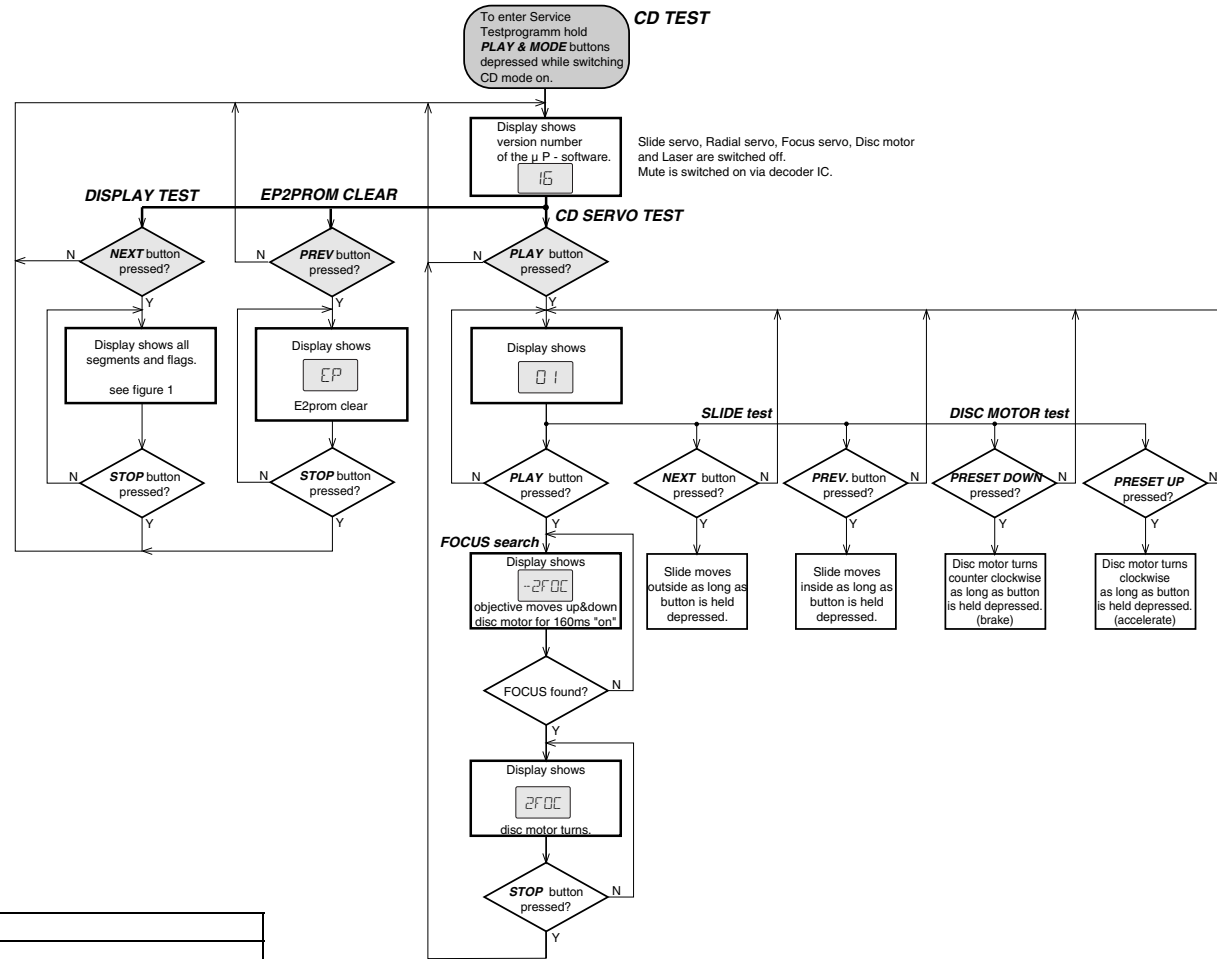 To enter Service
Testprogramm hold
PLAY & MODE buttons
depressed while switching
CD mode on.
CD TEST
Display shows
version number
of the µ P - software.
16
Slide servo, Radial servo, Focus servo, Disc motor
and Laser are switched off.
Mute is switched on via decoder IC.
DISPLAY TEST
EP2PROM CLEAR
CD SERVO TEST
N
NEXT button
pressed?
Y
N
PREV button
pressed?
Y
N
PLAY button
pressed?
Y
Display shows all
segments and flags.
see figure 1
Display shows
EP
E2prom clear
Display shows
01
SLIDE test
DISC MOTOR test
N
STOP button
pressed?
Y
N
STOP button
pressed?
Y
N
PLAY button
pressed?
Y
NEXT button
pressed?
N
Y
PREV. button
pressed?
N
Y
PRESET DOWN
pressed?
N
Y
PRESET UP
pressed?
N
Y
FOCUS search
Display shows
--2FOC
objective moves up&down
disc motor for 160ms "on"
Slide moves
outside as long as
button is held
depressed.
Slide moves
inside as long as
button is held
depressed.
Disc motor turns
counter clockwise
as long as button
is held depressed.
(brake)
Disc motor turns
clockwise
as long as button
is held depressed.
(accelerate)
FOCUS found?
N
Y
Display shows
2FOC
disc motor turns.
STOP button
pressed?
N
Y